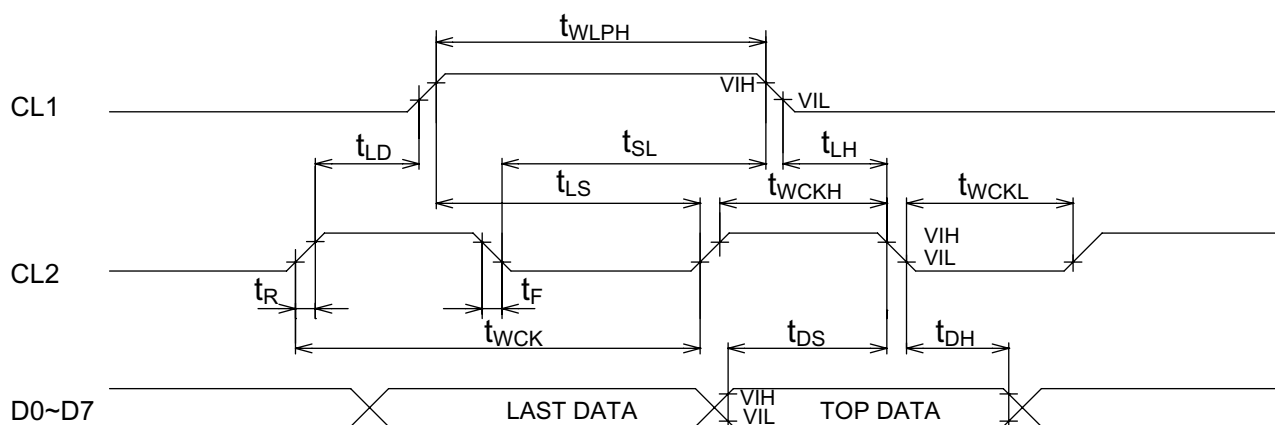 tWLPH
CL1
VIH
VIL
tLD
tSL
tLH
tLS
tWCKH
tWCKL
CL2
VIH
VIL
tR
tF
tWCK
tDS
tDH
D0~D7
LAST DATA
VIH
VIL
TOP DATA